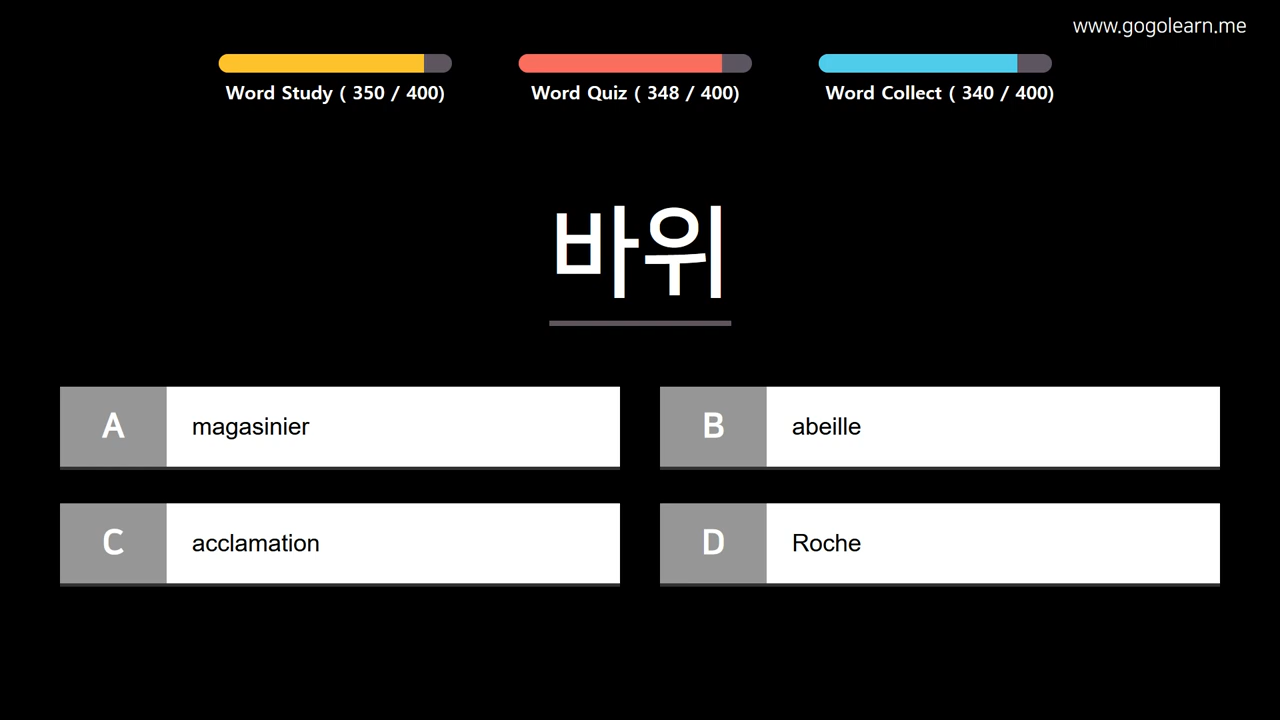 www.gogolearn.me
Word Study ( 350 / 400)
Word Quiz ( 348 / 400)
Word Collect ( 340 / 400)
바위
A magasinier
B abeille
C acclamation
D Roche